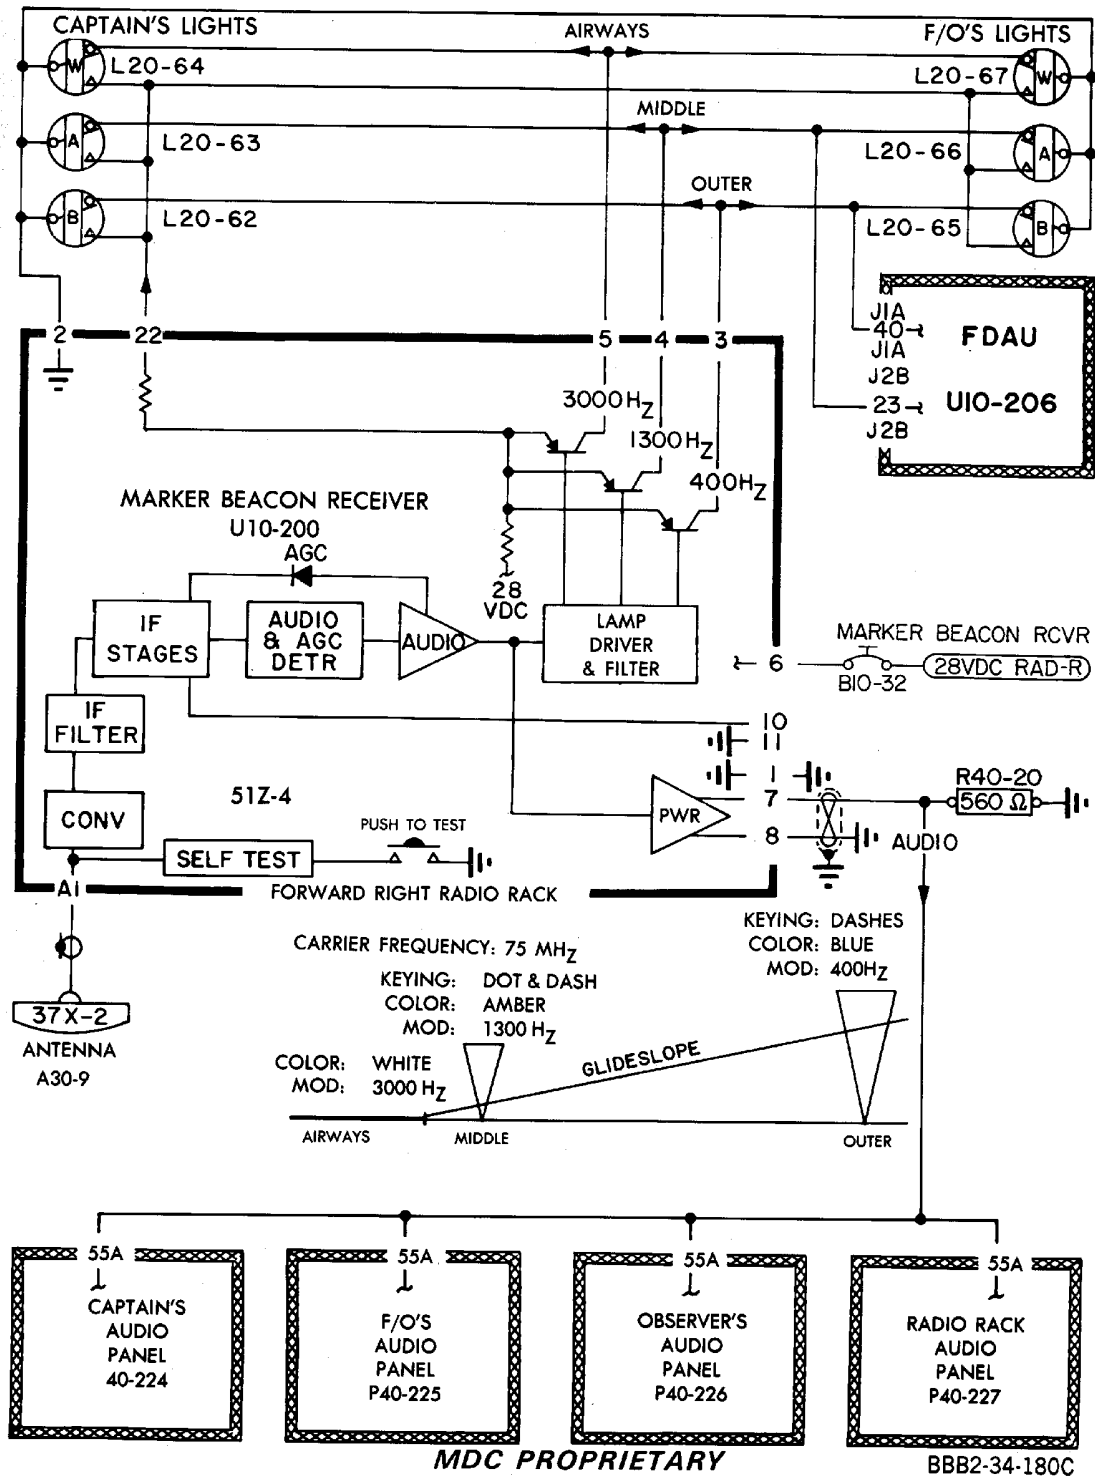 CAPTAIN'S LIGHTS
AIRWAYS
F/O'S LIGHTS
W
L20-64
L20-67
W
MIDDLE
A
L20-63
L20-66
A
OUTER
B
L20-62
L20-65
B
J1A
40
J1A
J2B
23
J2B
FDAU
U10-206
2
22
5
4
3
3000HZ
1300HZ
400HZ
MARKER BEACON RECEIVER
U10-200
AGC
28
VDC
IF
STAGES
AUDIO
& AGC
DETR
AUDIO
LAMP
DRIVER
& FILTER
MARKER BEACON RCVR
6
B10-32
28VDC RAD-R
IF
FILTER
10
11
1
7
8
CONV
51Z-4
PWR
R40-20
560 Ω
AUDIO
PUSH TO TEST
SELF TEST
A1
FORWARD RIGHT RADIO RACK
37X-2
ANTENNA
A30-9
CARRIER FREQUENCY: 75 MHZ
KEYING: DASHES
COLOR: BLUE
MOD: 400HZ
KEYING: DOT & DASH
COLOR: AMBER
MOD: 1300 HZ
COLOR: WHITE
MOD: 3000 HZ
GLIDESLOPE
AIRWAYS
MIDDLE
OUTER
55A
CAPTAIN'S
AUDIO
PANEL
40-224
55A
F/O'S
AUDIO
PANEL
P40-225
55A
OBSERVER'S
AUDIO
PANEL
P40-226
55A
RADIO RACK
AUDIO
PANEL
P40-227
MDC PROPRIETARY
BBB2-34-180C